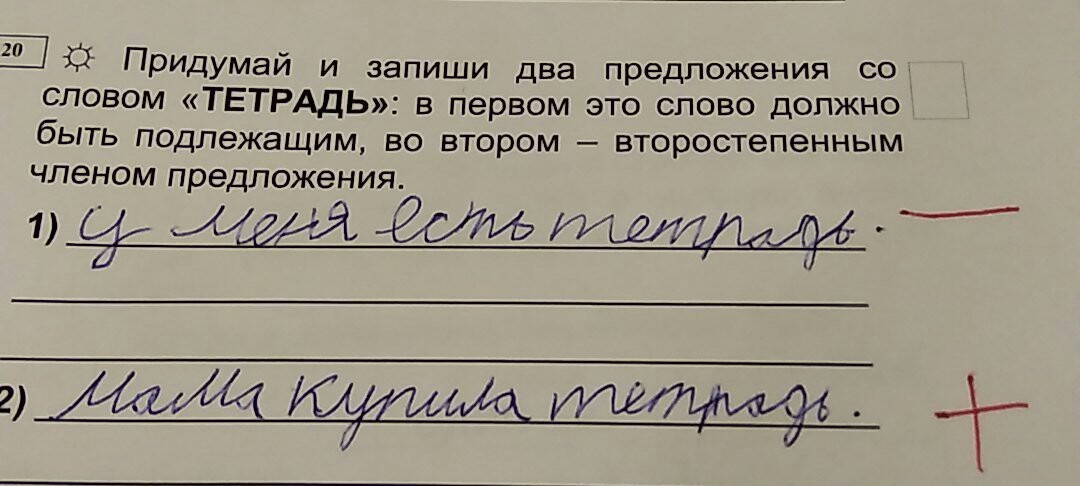 20 Придумай и запиши два предложения со
словом «ТЕТРАДЬ»: в первом это слово должно
быть подлежащим, во втором – второстепенным
членом предложения.
1) У меня есть тетрадь. –
2) Мама купила тетрадь. +